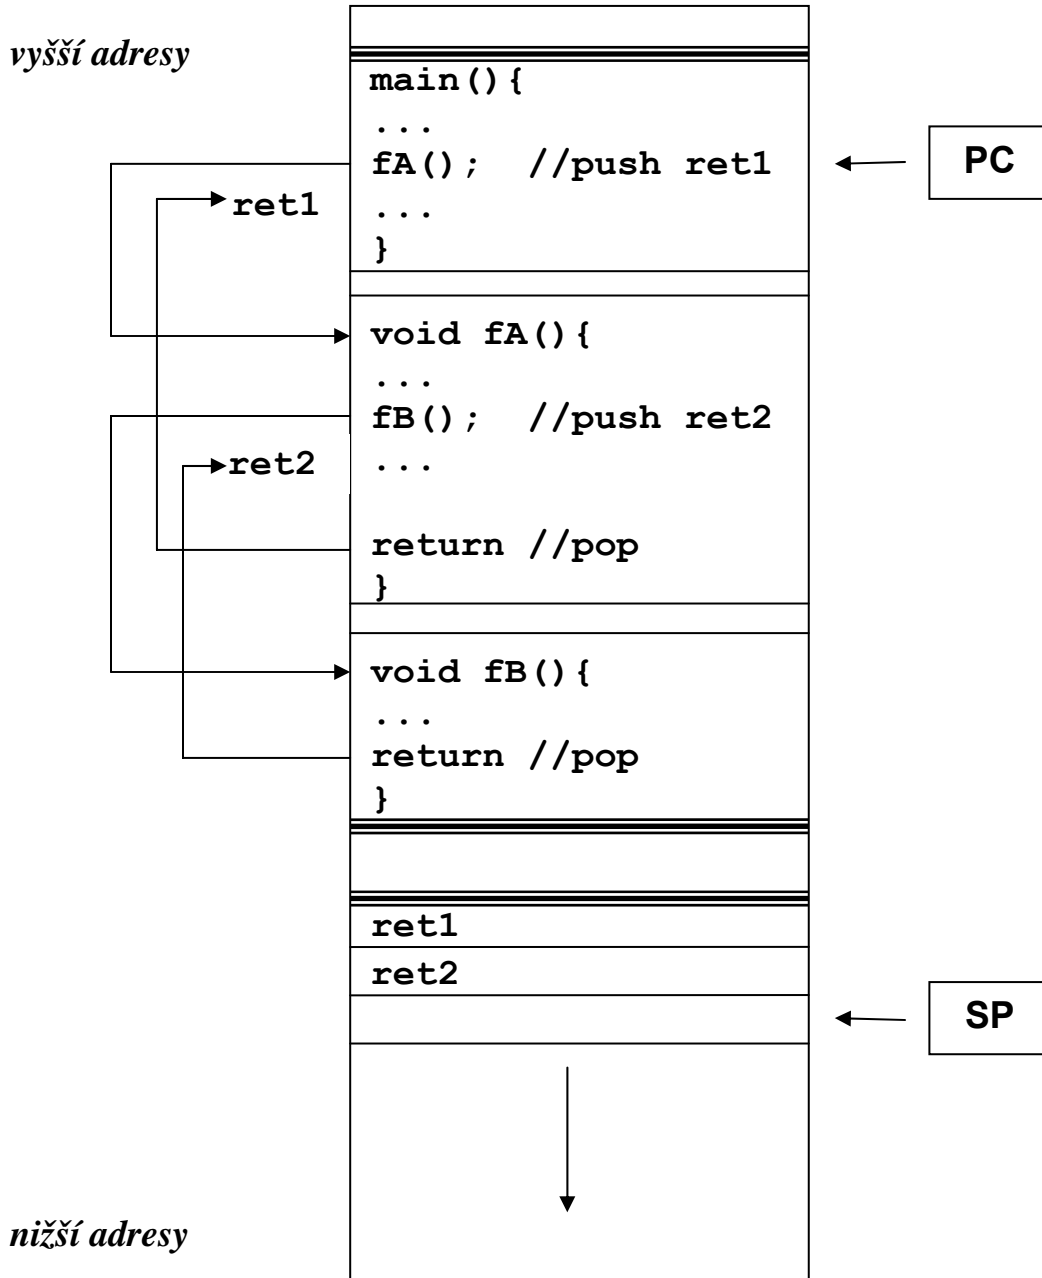 vyšší adresy
main(){
...
fA();  //push ret1
PC
ret1
...
}
void fA(){
...
fB();  //push ret2
ret2
...
return //pop
}
void fB(){
...
return //pop
}
ret1
ret2
SP
nižší adresy